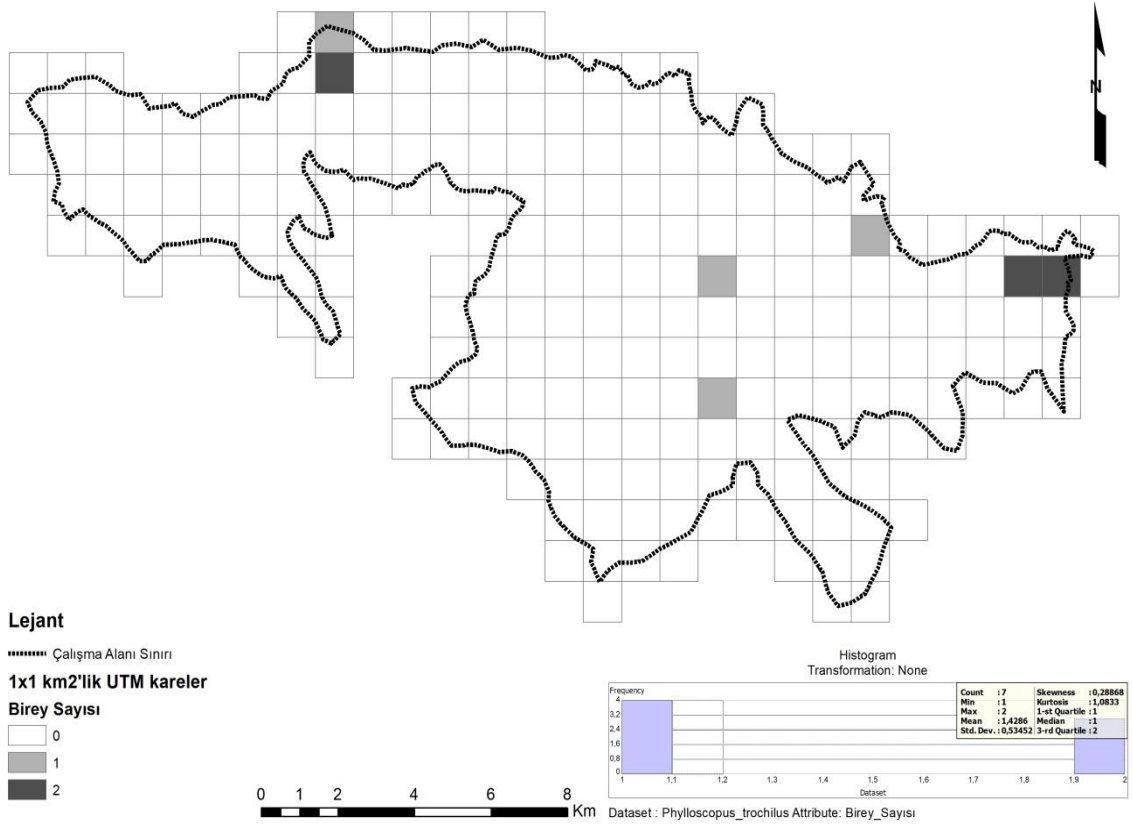 N
Lejant
Çalışma Alanı Sınırı
1x1 km2'lik UTM kareler
Birey Sayısı
0
1
2
0 1 2 4 6 8
Km
Histogram
Transformation: None
Frequency
4
3,2
2,4
1,6
0,8
0
1 1,1 1,2 1,3 1,4 1,5 1,6 1,7 1,8 1,9 2
Dataset
Count : 7 Skewness : 0,28868
Min : 1 Kurtosis : 1,0833
Max : 2 1-st Quartile : 1
Mean : 1,4286 Median : 1
Std. Dev. : 0,53452 3-rd Quartile : 2
Dataset : Phylloscopus_trochilus Attribute: Birey_Sayısı